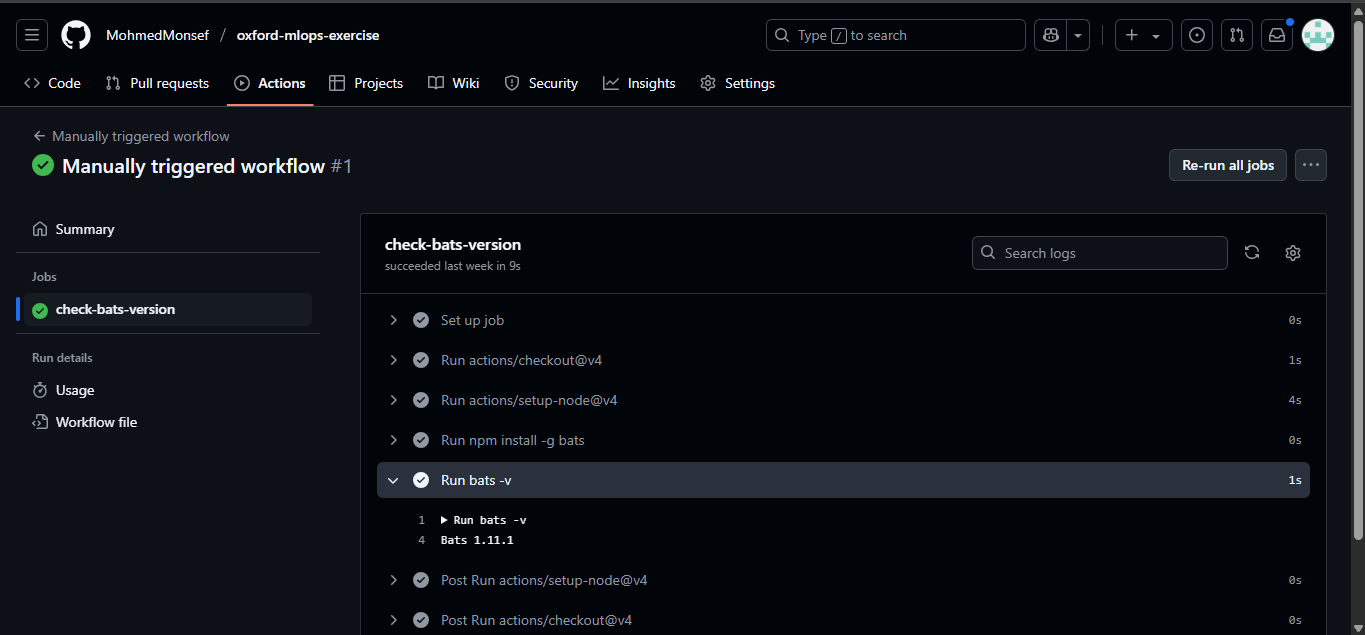 MohmedMonsef / oxford-mlops-exercise
Type / to search
Code Pull requests Actions Projects Wiki Security Insights Settings
← Manually triggered workflow
Manually triggered workflow #1
Re-run all jobs
Summary
Jobs
check-bats-version
Run details
Usage
Workflow file
check-bats-version
succeeded last week in 9s
Search logs
Set up job 0s
Run actions/checkout@v4 1s
Run actions/setup-node@v4 4s
Run npm install -g bats 0s
Run bats -v 1s
1 ▶ Run bats -v
4 Bats 1.11.1
Post Run actions/setup-node@v4 0s
Post Run actions/checkout@v4 0s